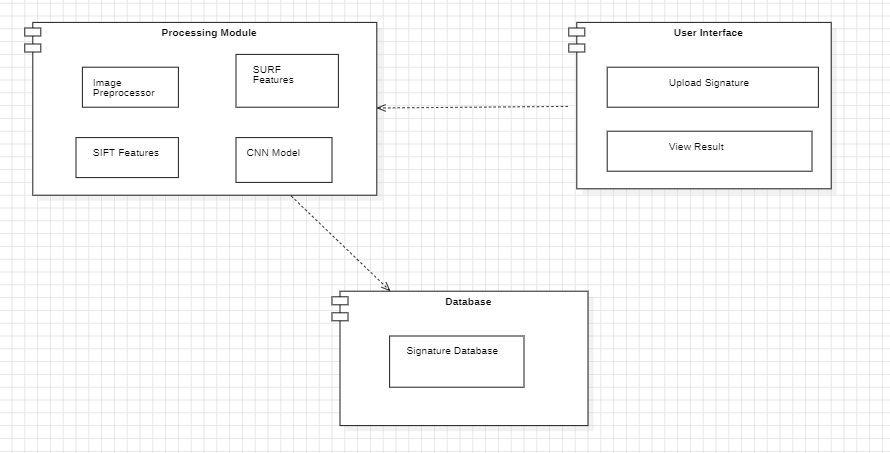 Processing Module
Image
Preprocessor
SURF
Features
SIFT Features
CNN Model
User Interface
Upload Signature
View Result
Database
Signature Database